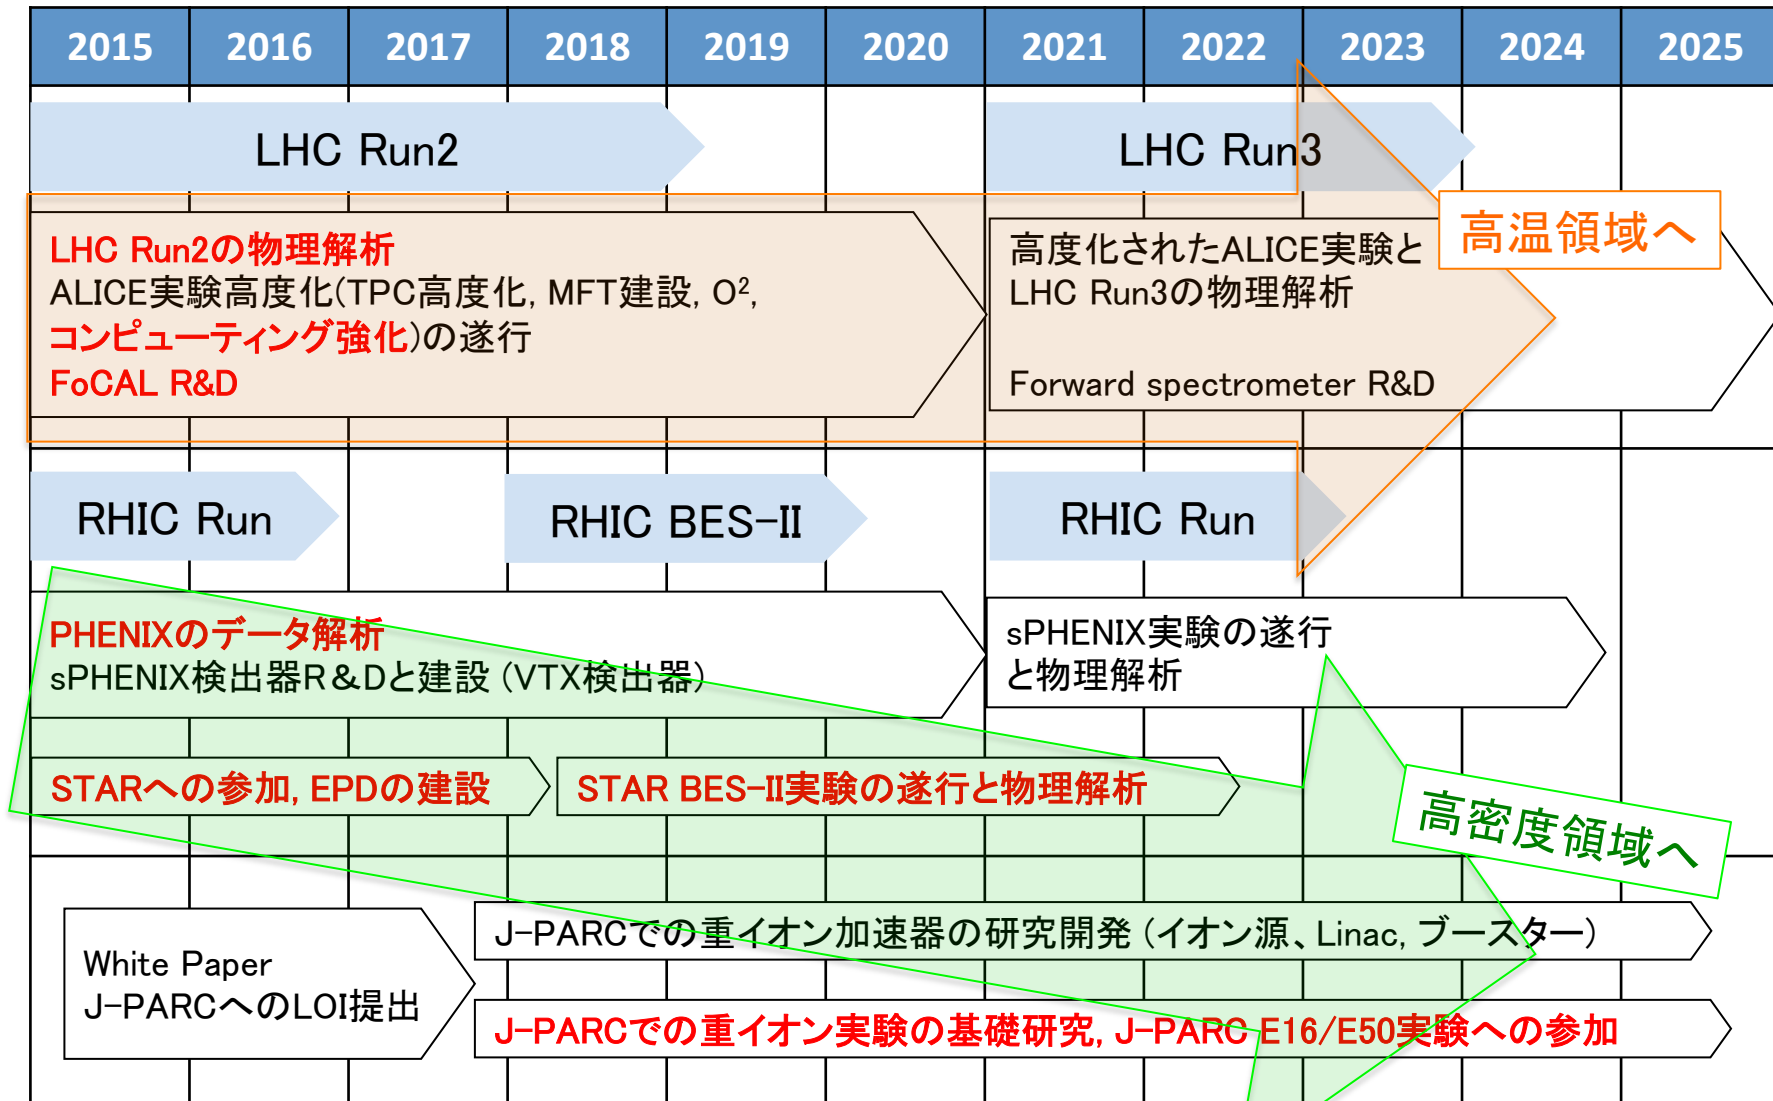 2015 2016 2017 2018 2019 2020 2021 2022 2023 2024 2025
LHC Run2
LHC Run3
高温領域へ
LHC Run2の物理解析
ALICE実験高度化(TPC高度化, MFT建設, O²,
コンピューティング強化)の遂行
FoCAL R&D
高度化されたALICE実験と
LHC Run3の物理解析
Forward spectrometer R&D
RHIC Run
RHIC BES-II
RHIC Run
PHENIXのデータ解析
sPHENIX検出器R&Dと建設 (VTX検出器)
sPHENIX実験の遂行
と物理解析
STARへの参加, EPDの建設
STAR BES-II実験の遂行と物理解析
高密度領域へ
White Paper
J-PARCへのLOI提出
J-PARCでの重イオン加速器の研究開発 (イオン源、Linac, ブースター)
J-PARCでの重イオン実験の基礎研究, J-PARC E16/E50実験への参加